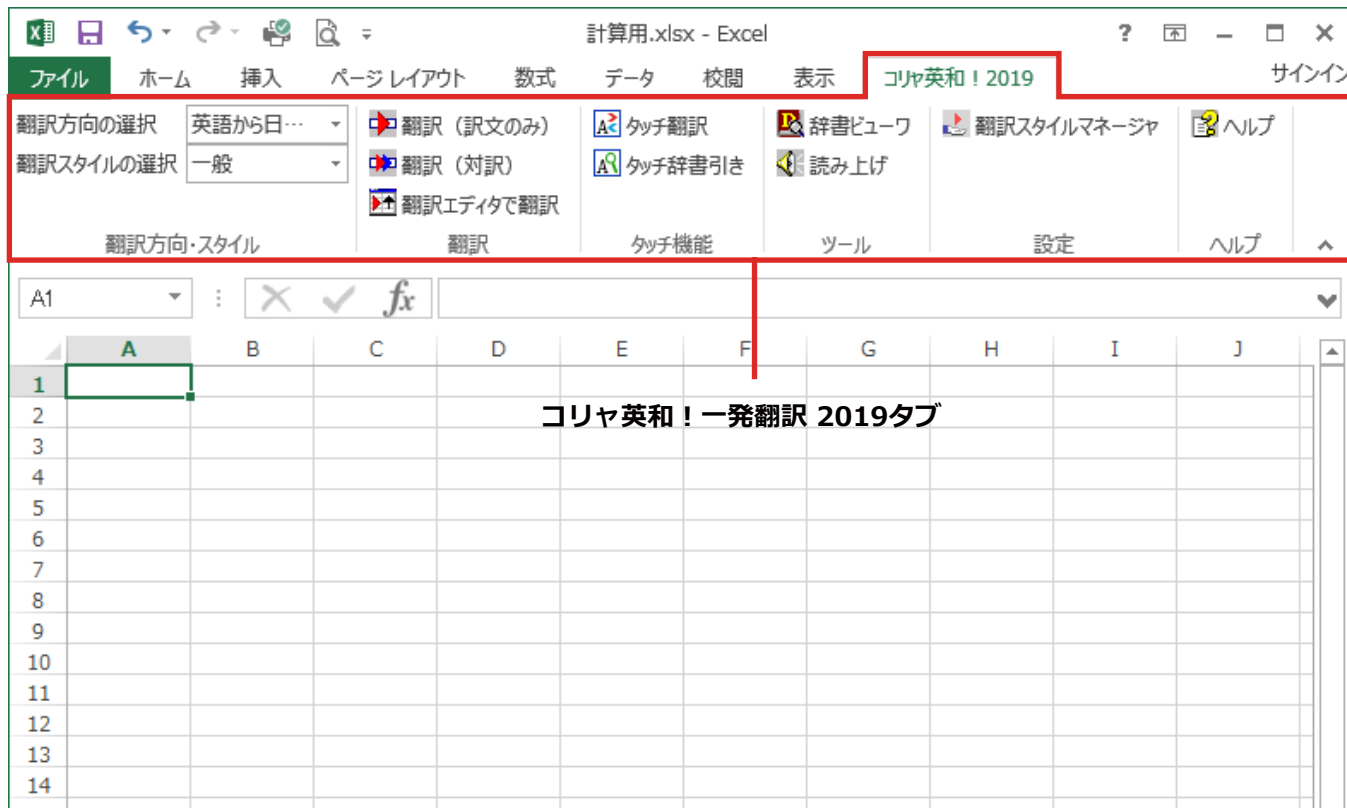 計算用.xlsx - Excel
ファイル ホーム 挿入 ページ レイアウト 数式 データ 校閲 表示 コリャ英和！2019 サインイン
翻訳方向の選択 英語から日… 翻訳（訳文のみ） タッチ翻訳 辞書ビューワ 翻訳スタイルマネージャ ヘルプ
翻訳スタイルの選択 一般 翻訳（対訳） タッチ辞書引き 読み上げ
翻訳エディタで翻訳
翻訳方向・スタイル 翻訳 タッチ機能 ツール 設定 ヘルプ
A1 fx
A B C D E F G H I J
1
2
コリャ英和！一発翻訳 2019タブ
3
4
5
6
7
8
9
10
11
12
13
14